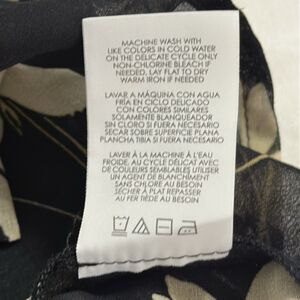 MACHINE WASH WITH
LIKE COLORS IN COLD WATER
ON THE DELICATE CYCLE ONLY
NON-CHLORINE BLEACH IF
NEEDED, LAY FLAT TO DRY
WARM IRON IF NEEDED
LAVAR A MÁQUINA CON AGUA
FRÍA EN CICLO DELICADO
CON COLORES SIMILARES
SOLAMENTE BLANQUEADOR
SIN CLORO SI FUERA NECESARIO
SECAR SOBRE SUPERFICIE PLANA
PLANCHA TIBIA SI FUERA NECESARIO
LAVER À LA MACHINE À L'EAU
FROIDE, AU CYCLE DÉLICAT AVEC
DE COULEURS SEMBLABLES UTILISER
UN AGENT DE BLANCHIMENT
SANS CHLORE AU BESOIN
SÉCHER À PLAT REPASSER
AU FER TIÈDE AU BESOIN